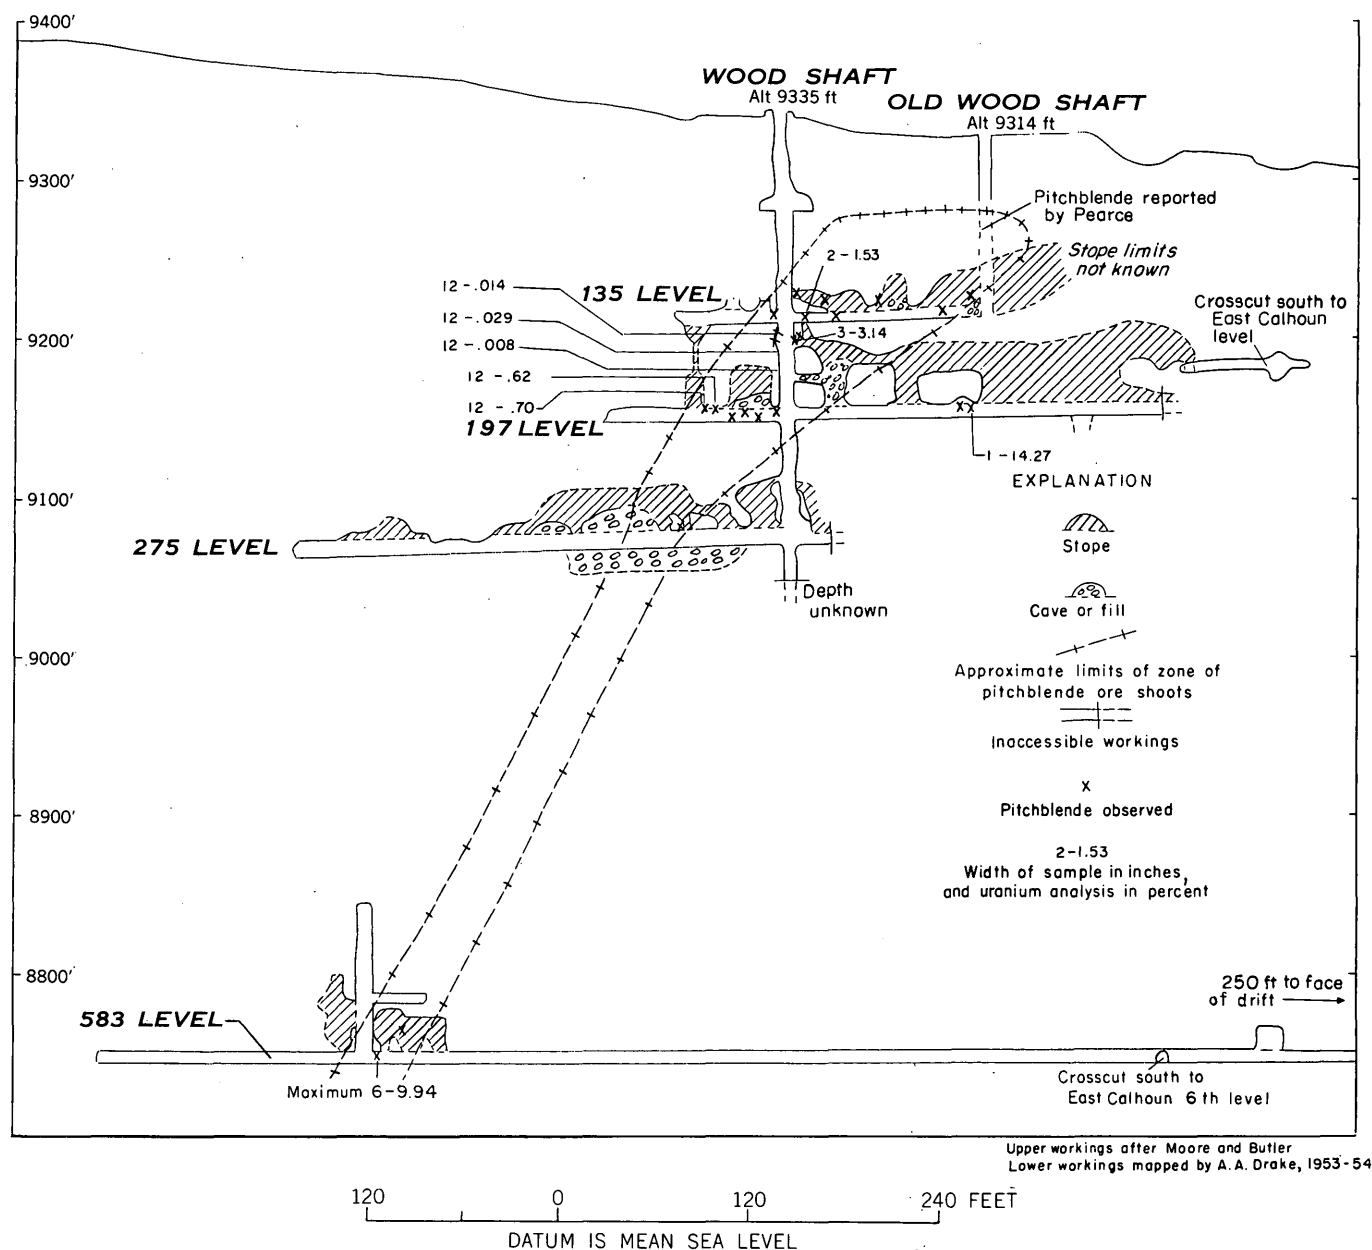 9400'
WOOD SHAFT
Alt 9335 ft
OLD WOOD SHAFT
Alt 9314 ft
9300'
Pitchblende reported
by Pearce
2-1.53
Stope limits
not known
12-.014
135 LEVEL
Crosscut south to
East Calhoun
level
12-.029
9200'
3-3.14
12-.008
12-.62
12-.70
197 LEVEL
1-14.27
EXPLANATION
9100'
275 LEVEL
Stope
Depth
unknown
Cave or fill
9000'
Approximate limits of zone of
pitchblende ore shoots
Inaccessible workings
x
Pitchblende observed
8900'
2-1.53
Width of sample in inches,
and uranium analysis in percent
8800'
250 ft to face
of drift
583 LEVEL
Maximum 6-9.94
Crosscut south to
East Calhoun 6th level
Upper workings after Moore and Butler
Lower workings mapped by A.A. Drake, 1953-54
120 0 120 240 FEET
DATUM IS MEAN SEA LEVEL